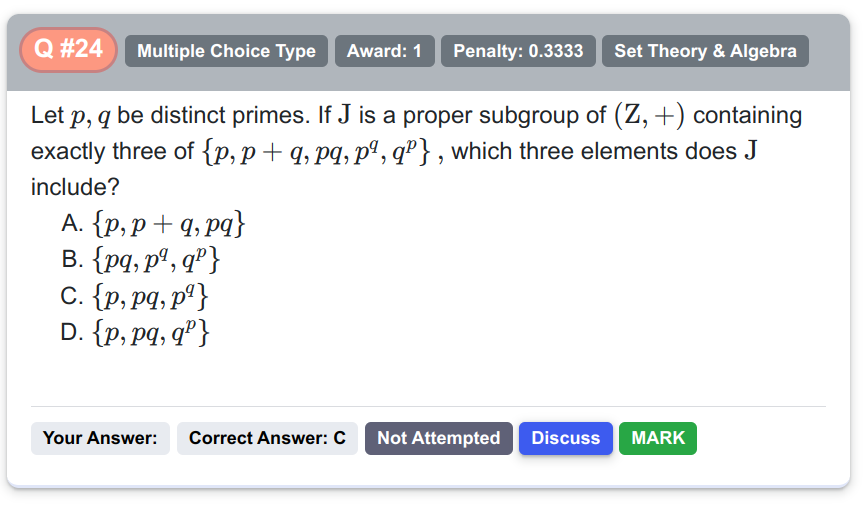 Q #24 Multiple Choice Type Award: 1 Penalty: 0.3333 Set Theory & Algebra
Let p, q be distinct primes. If J is a proper subgroup of (Z, +) containing
exactly three of {p, p + q, pq, p^q, q^p} , which three elements does J
include?
A. {p, p + q, pq}
B. {pq, p^q, q^p}
C. {p, pq, p^q}
D. {p, pq, q^p}
Your Answer: Correct Answer: C Not Attempted Discuss MARK